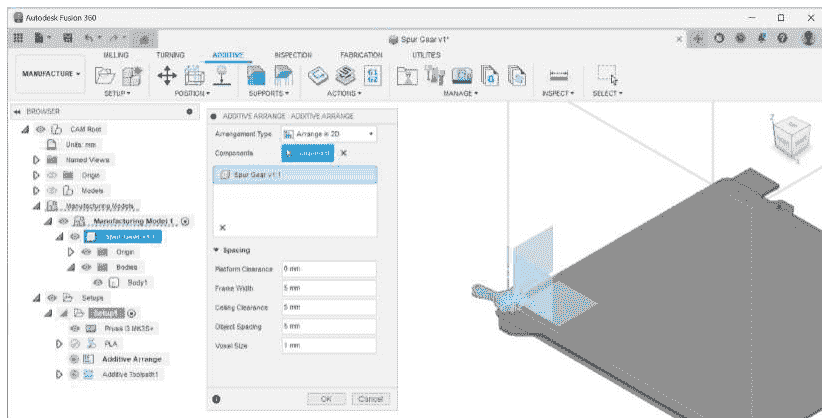 Autodesk Fusion 360
Spur Gear v1*
MILLING TURNING ADDITIVE INSPECTION FABRICATION UTILITIES
MANUFACTURE
SETUP POSITION SUPPORTS ACTIONS MANAGE INSPECT SELECT
G1
G2
BROWSER
CAM Root
Units: mm
Named Views
Origin
Models
Manufacturing Models
Manufacturing Model 1
Origin
Bodies
Body1
Setups
Setup1
Prusa i3 MK3S+
PLA
Additive Arrange
Additive Toolpath1
ADDITIVE ARRANGE : ADDITIVE ARRANGE
Arrangement Type Arrange in 2D
Components
Spur Gear v1:1
Spacing
Platform Clearance 0 mm
Frame Width 5 mm
Ceiling Clearance 5 mm
Object Spacing 5 mm
Voxel Size 1 mm
OK Cancel
Z